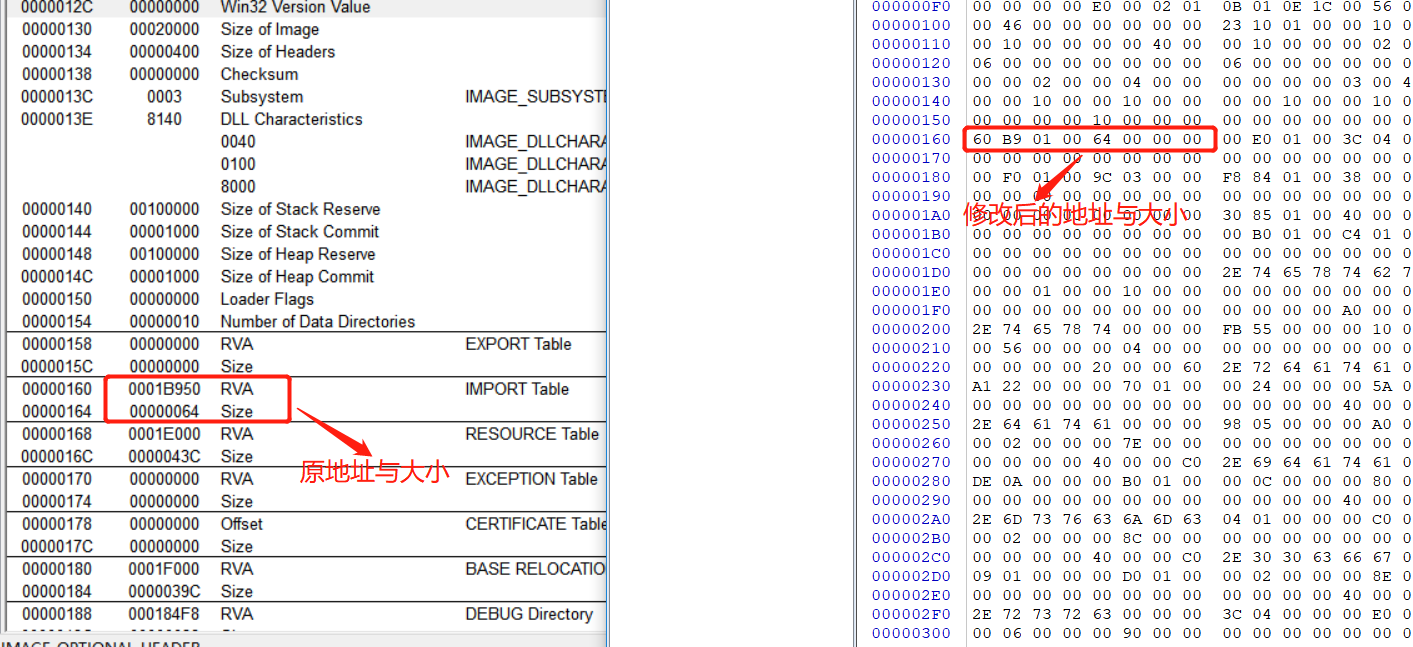 0000012C 00000000 Win32 Version Value
00000130 00020000 Size of Image
00000134 00000400 Size of Headers
00000138 00000000 Checksum
0000013C 0003 Subsystem IMAGE_SUBSYSTE
0000013E 8140 DLL Characteristics
0040 IMAGE_DLLCHARA
0100 IMAGE_DLLCHARA
8000 IMAGE_DLLCHARA
00000140 00100000 Size of Stack Reserve
00000144 00001000 Size of Stack Commit
00000148 00100000 Size of Heap Reserve
0000014C 00001000 Size of Heap Commit
00000150 00000000 Loader Flags
00000154 00000010 Number of Data Directories
00000158 00000000 RVA EXPORT Table
0000015C 00000000 Size
00000160 0001B950 RVA IMPORT Table
00000164 00000064 Size
00000168 0001E000 RVA RESOURCE Table
0000016C 0000043C Size
原地址与大小
00000170 00000000 RVA EXCEPTION Table
00000174 00000000 Size
00000178 00000000 Offset CERTIFICATE Table
0000017C 00000000 Size
00000180 0001F000 RVA BASE RELOCATIO
00000184 0000039C Size
00000188 000184F8 RVA DEBUG Directory
000000F0 00 00 00 00 E0 00 02 01 0B 01 0E 1C 00 56 0
00000100 00 46 00 00 00 00 00 00 23 10 01 00 00 10 0
00000110 00 10 00 00 00 00 40 00 00 10 00 00 00 02 0
00000120 06 00 00 00 00 00 00 00 06 00 00 00 00 00 0
00000130 00 00 02 00 00 04 00 00 00 00 00 00 03 00 4
00000140 00 00 10 00 00 10 00 00 00 00 10 00 00 10 0
00000150 00 00 00 00 10 00 00 00 00 00 00 00 00 00 0
00000160 60 B9 01 00 64 00 00 00 00 E0 01 00 3C 04 0
00000170 00 00 00 00 00 00 00 00 00 00 00 00 00 00 0
00000180 00 F0 01 00 9C 03 00 00 F8 84 01 00 38 00 0
00000190 00 00 00 00 00 00 00 00 00 00 00 00 00 00 0
修改后的地址与大小
000001A0 00 00 00 00 00 00 00 00 30 85 01 00 40 00 0
000001B0 00 00 00 00 00 00 00 00 00 B0 01 00 C4 01 0
000001C0 00 00 00 00 00 00 00 00 00 00 00 00 00 00 0
000001D0 00 00 00 00 00 00 00 00 2E 74 65 78 74 62 7
000001E0 00 00 01 00 00 10 00 00 00 00 00 00 00 00 0
000001F0 00 00 00 00 00 00 00 00 00 00 00 00 A0 00 0
00000200 2E 74 65 78 74 00 00 00 FB 55 00 00 00 10 0
00000210 00 56 00 00 00 04 00 00 00 00 00 00 00 00 0
00000220 00 00 00 00 20 00 00 60 2E 72 64 61 74 61 0
00000230 A1 22 00 00 00 70 01 00 00 24 00 00 00 5A 0
00000240 00 00 00 00 00 00 00 00 00 00 00 00 40 00 0
00000250 2E 64 61 74 61 00 00 00 98 05 00 00 00 A0 0
00000260 00 02 00 00 00 7E 00 00 00 00 00 00 00 00 0
00000270 00 00 00 00 40 00 00 C0 2E 69 64 61 74 61 0
00000280 DE 0A 00 00 00 B0 01 00 00 0C 00 00 00 80 0
00000290 00 00 00 00 00 00 00 00 00 00 00 00 40 00 0
000002A0 2E 6D 73 76 63 6A 6D 63 04 01 00 00 00 C0 0
000002B0 00 02 00 00 00 8C 00 00 00 00 00 00 00 00 0
000002C0 00 00 00 00 40 00 00 C0 2E 30 30 63 66 67 0
000002D0 09 01 00 00 00 D0 01 00 00 02 00 00 00 8E 0
000002E0 00 00 00 00 00 00 00 00 00 00 00 00 40 00 0
000002F0 2E 72 73 72 63 00 00 00 3C 04 00 00 00 E0 0
00000300 00 06 00 00 00 90 00 00 00 00 00 00 00 00 0